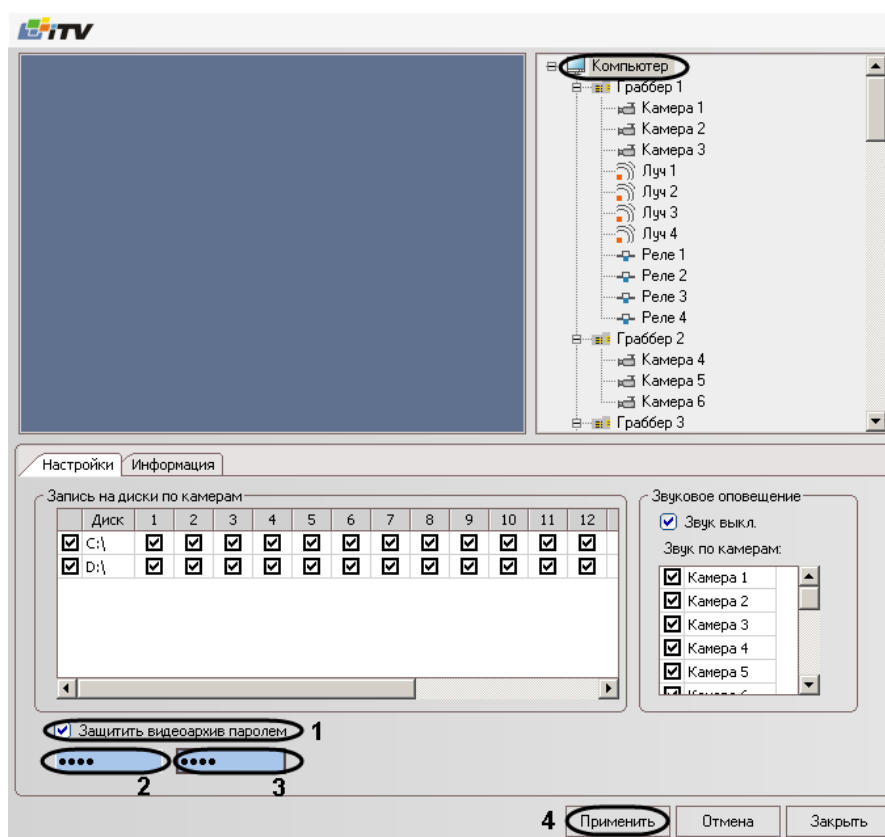 iTV
Компьютер
Граббер 1
Камера 1
Камера 2
Камера 3
Луч 1
Луч 2
Луч 3
Луч 4
Реле 1
Реле 2
Реле 3
Реле 4
Граббер 2
Камера 4
Камера 5
Камера 6
Граббер 3
Настройки Информация
Запись на диски по камерам
Диск 1 2 3 4 5 6 7 8 9 10 11 12
C:\
D:\
Звуковое оповещение
Звук выкл.
Звук по камерам:
Камера 1
Камера 2
Камера 3
Камера 4
Камера 5
Защитить видеоархив паролем 1
•••• ••••
2 3
4 Применить Отмена Закрыть